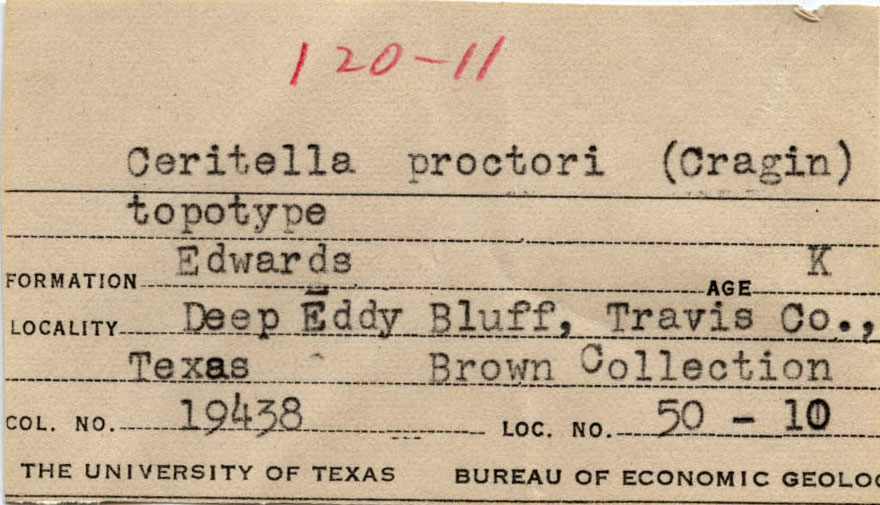 120-11
Ceritella proctori (Cragin)
topotype
FORMATION Edwards AGE K
LOCALITY Deep Eddy Bluff, Travis Co.,
Texas Brown Collection
COL. NO. 19438 LOC. NO. 50 - 10
THE UNIVERSITY OF TEXAS BUREAU OF ECONOMIC GEOLOG